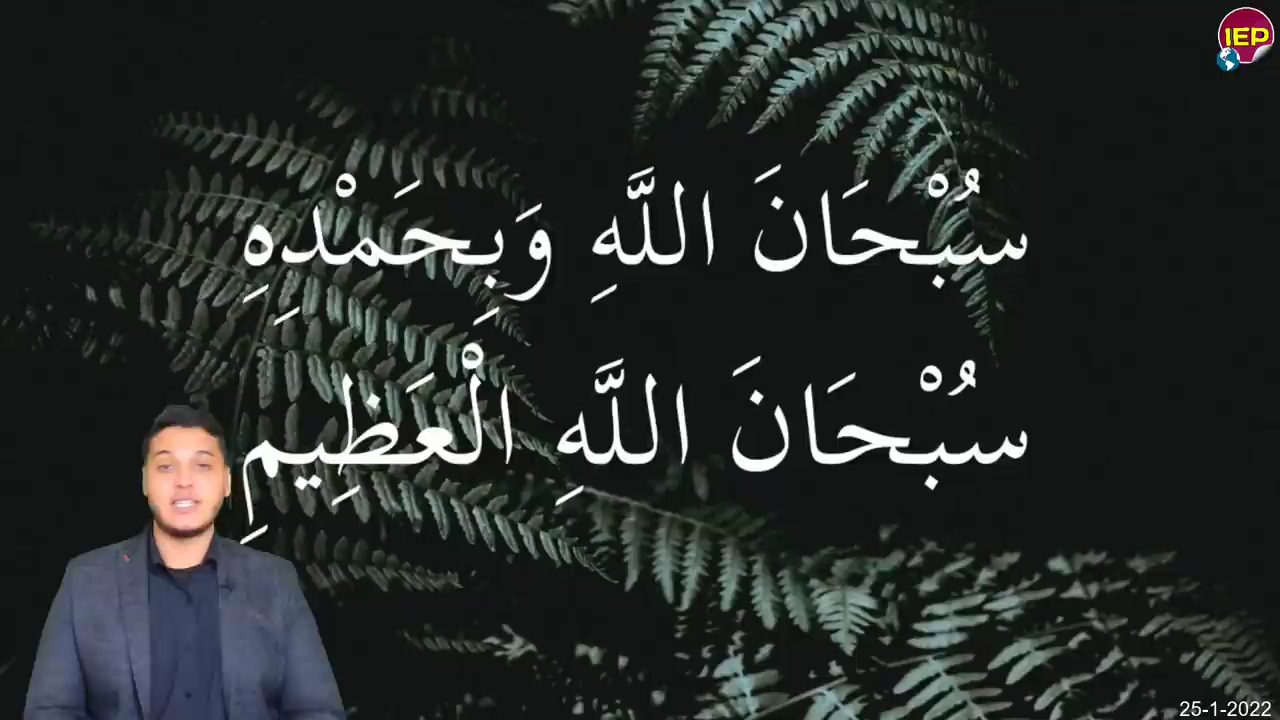 IEP
سُبْحَانَ اللَّهِ وَبِحَمْدِهِ
سُبْحَانَ اللَّهِ الْعَظِيمِ
25-1-2022